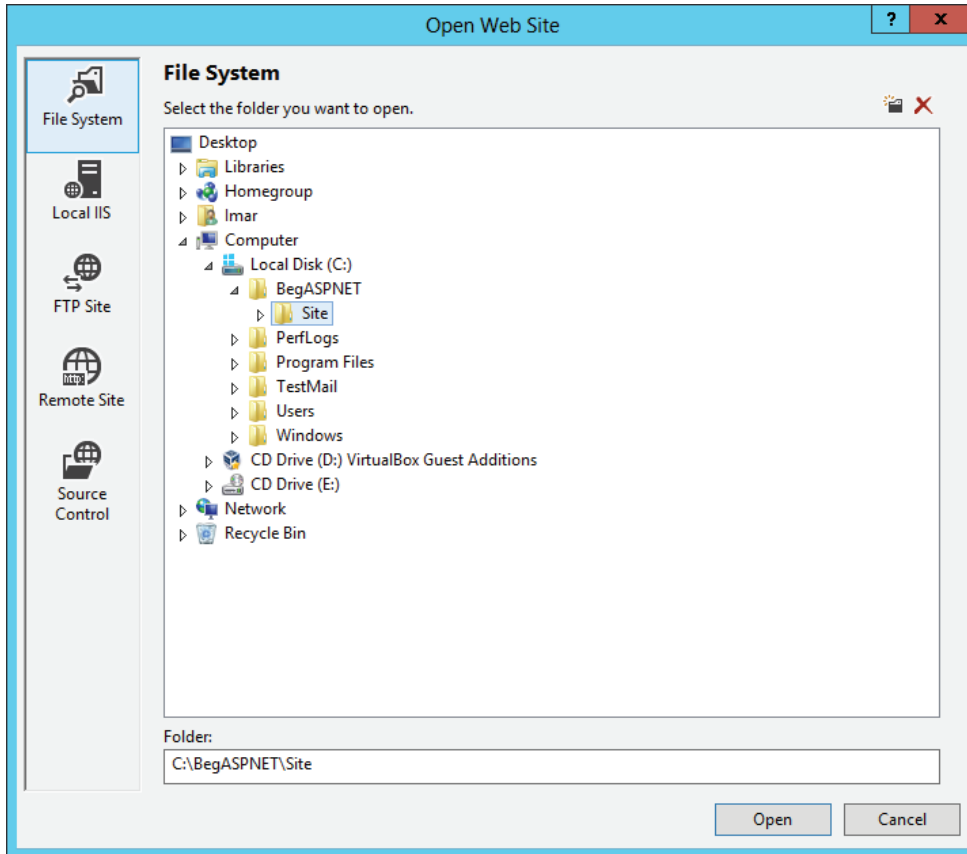 Open Web Site
?
x
File System
Local IIS
FTP Site
http
Remote Site
Source
Control
File System
Select the folder you want to open.
Desktop
Libraries
Homegroup
Imar
Computer
Local Disk (C:)
BegASPNET
Site
PerfLogs
Program Files
TestMail
Users
Windows
CD Drive (D:) VirtualBox Guest Additions
CD Drive (E:)
Network
Recycle Bin
Folder:
C:\BegASPNET\Site
Open
Cancel